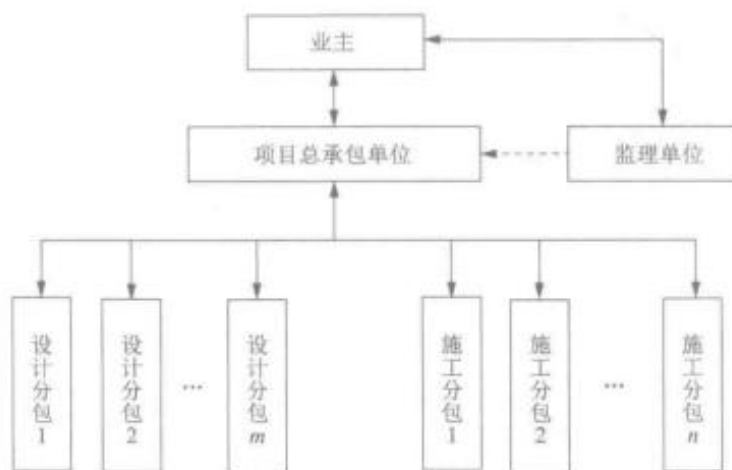 业主
项目总承包单位
监理单位
设计分包1
设计分包2
...
设计分包m
施工分包1
施工分包2
...
施工分包n